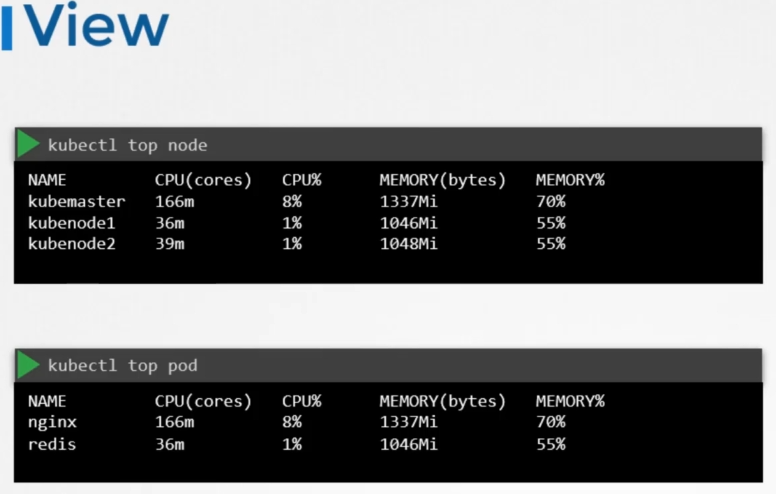 View
kubectl top node
NAME CPU(cores) CPU% MEMORY(bytes) MEMORY%
kubemaster 166m 8% 1337Mi 70%
kubenode1 36m 1% 1046Mi 55%
kubenode2 39m 1% 1048Mi 55%
kubectl top pod
NAME CPU(cores) CPU% MEMORY(bytes) MEMORY%
nginx 166m 8% 1337Mi 70%
redis 36m 1% 1046Mi 55%